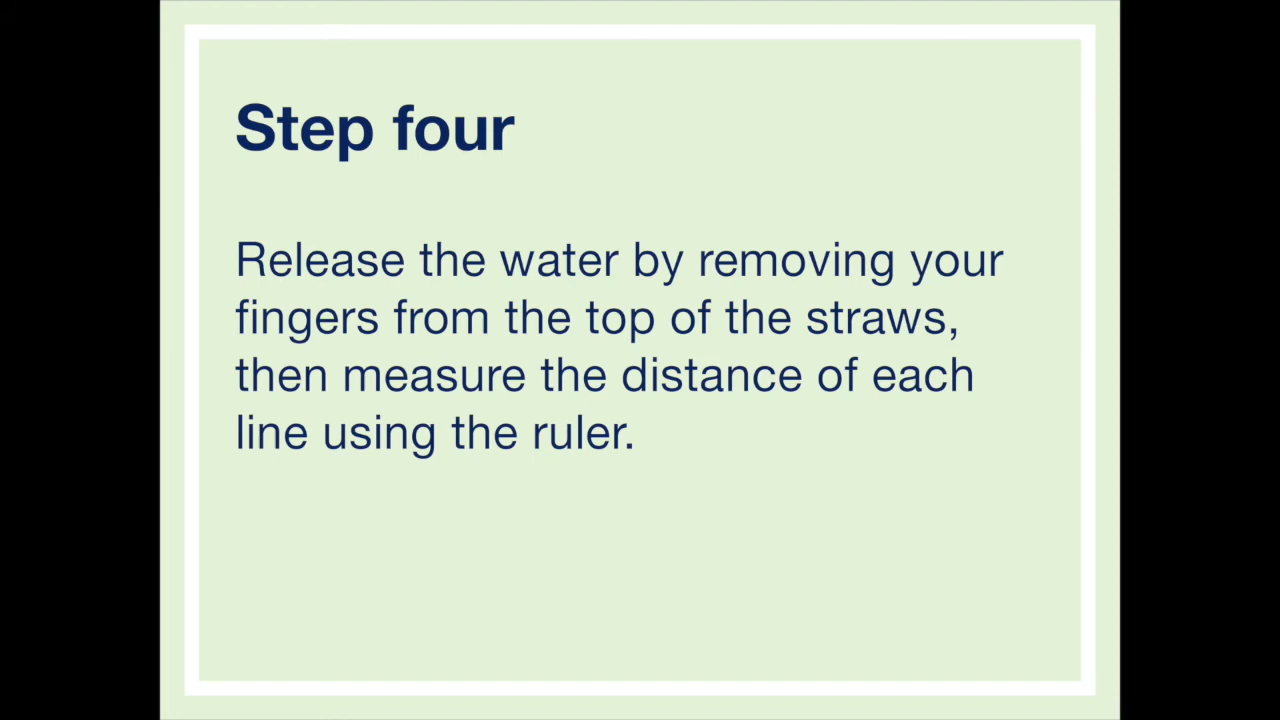 Step four
Release the water by removing your
fingers from the top of the straws,
then measure the distance of each
line using the ruler.